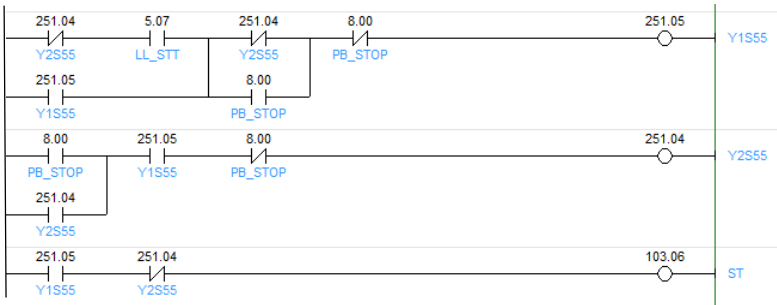 251.04 5.07 251.04 8.00 251.05
Y2S55 LL_STT Y2S55 PB_STOP Y1S55
251.05 8.00
Y1S55 PB_STOP
8.00 251.05 8.00 251.04
PB_STOP Y1S55 PB_STOP Y2S55
251.04
Y2S55
251.05 251.04 103.06
Y1S55 Y2S55 ST